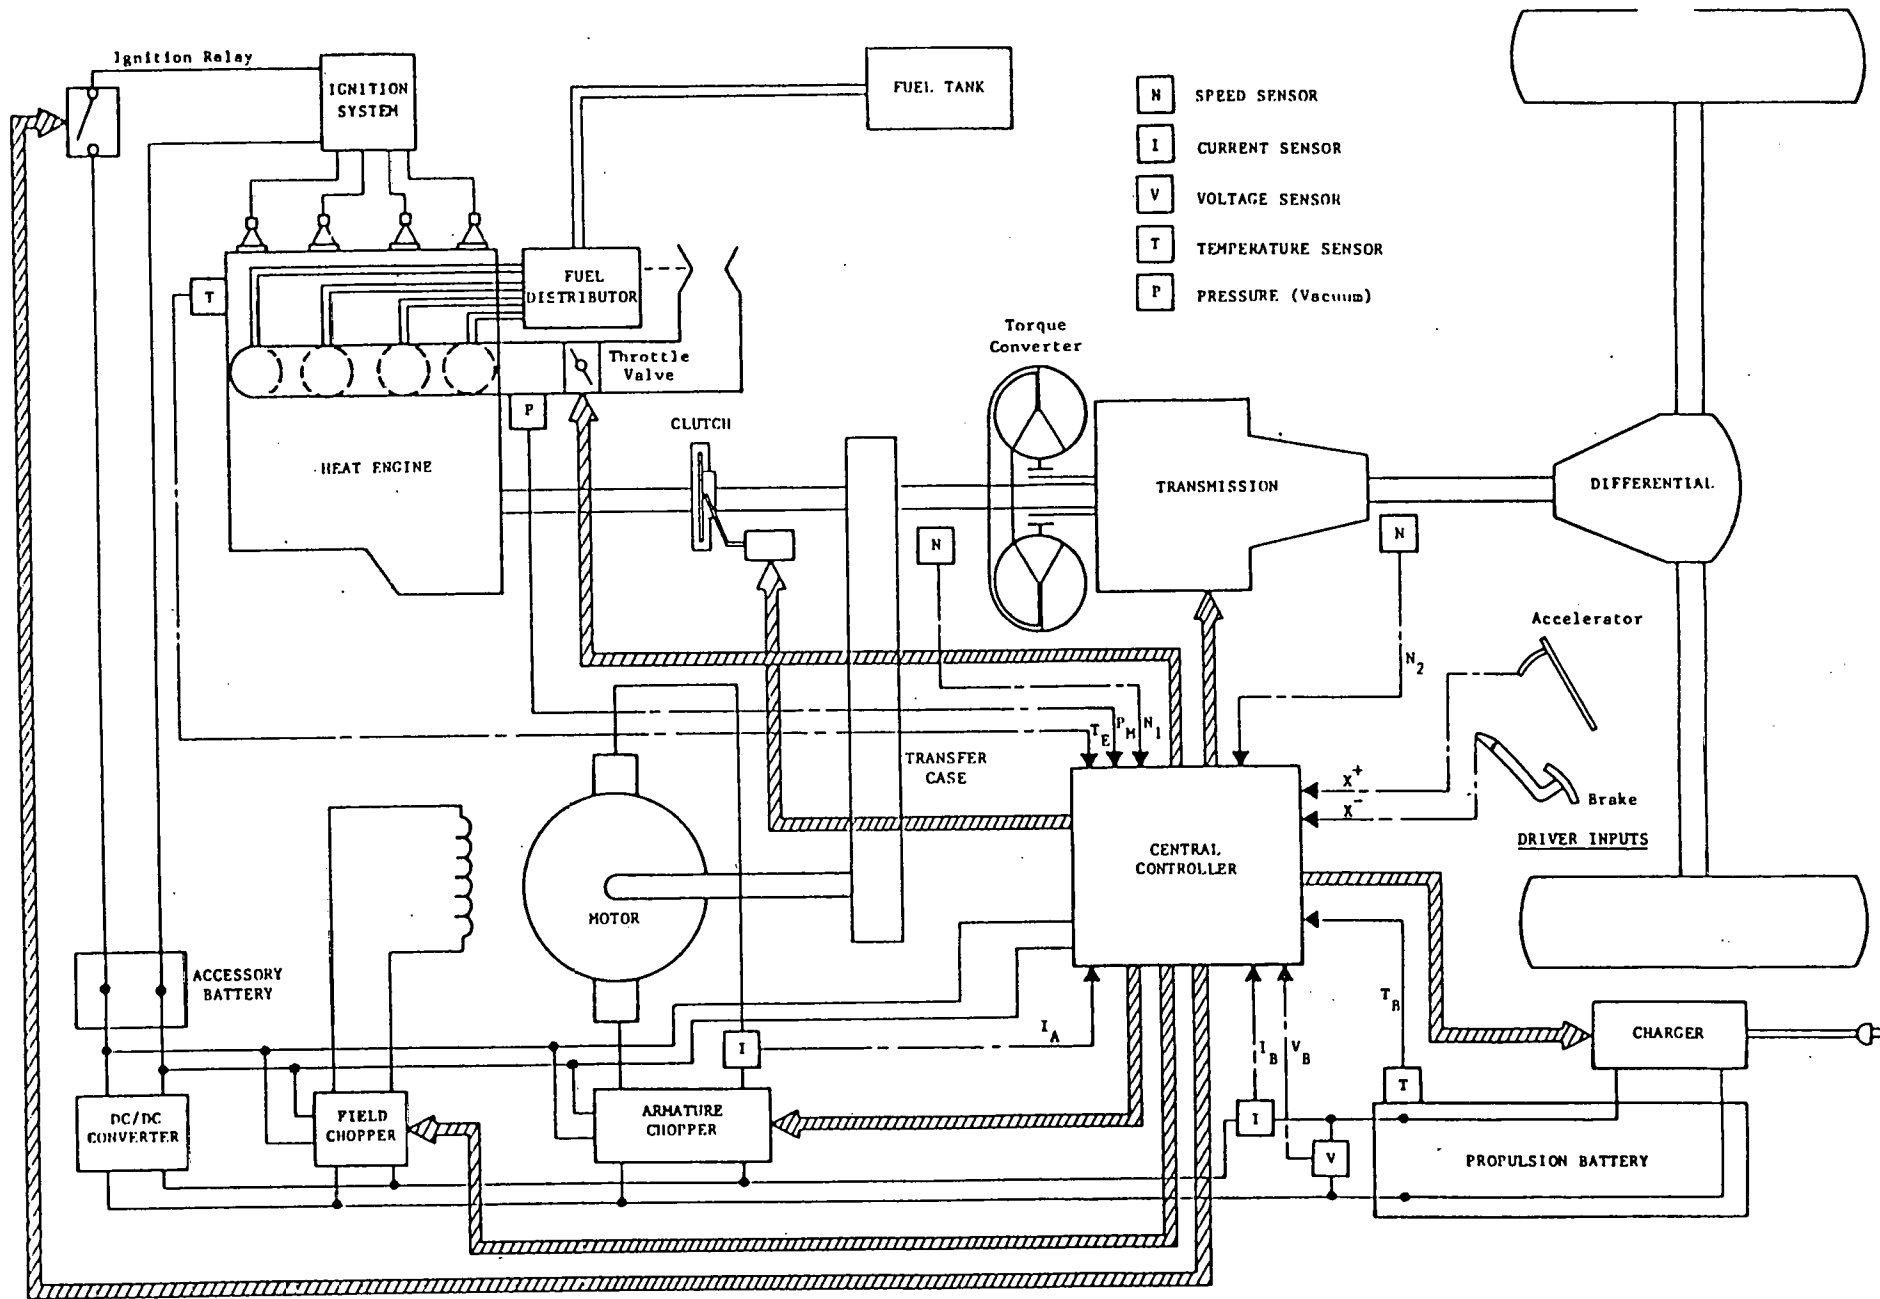 Ignition Relay
IGNITION
SYSTEM
FUEL TANK
N SPEED SENSOR
I CURRENT SENSOR
V VOLTAGE SENSOR
T TEMPERATURE SENSOR
P PRESSURE (Vacuum)
T
FUEL
DISTRIBUTOR
Throttle
Valve
P
HEAT ENGINE
CLUTCH
Torque
Converter
N
TRANSMISSION
N
DIFFERENTIAL
N2
Accelerator
Brake
DRIVER INPUTS
X+
X-
TE
PM
N1
TRANSFER
CASE
CENTRAL
CONTROLLER
MOTOR
ACCESSORY
BATTERY
I
IA
IB
VB
TB
CHARGER
DC/DC
CONVERTER
FIELD
CHOPPER
ARMATURE
CHOPPER
I
V
T
PROPULSION BATTERY